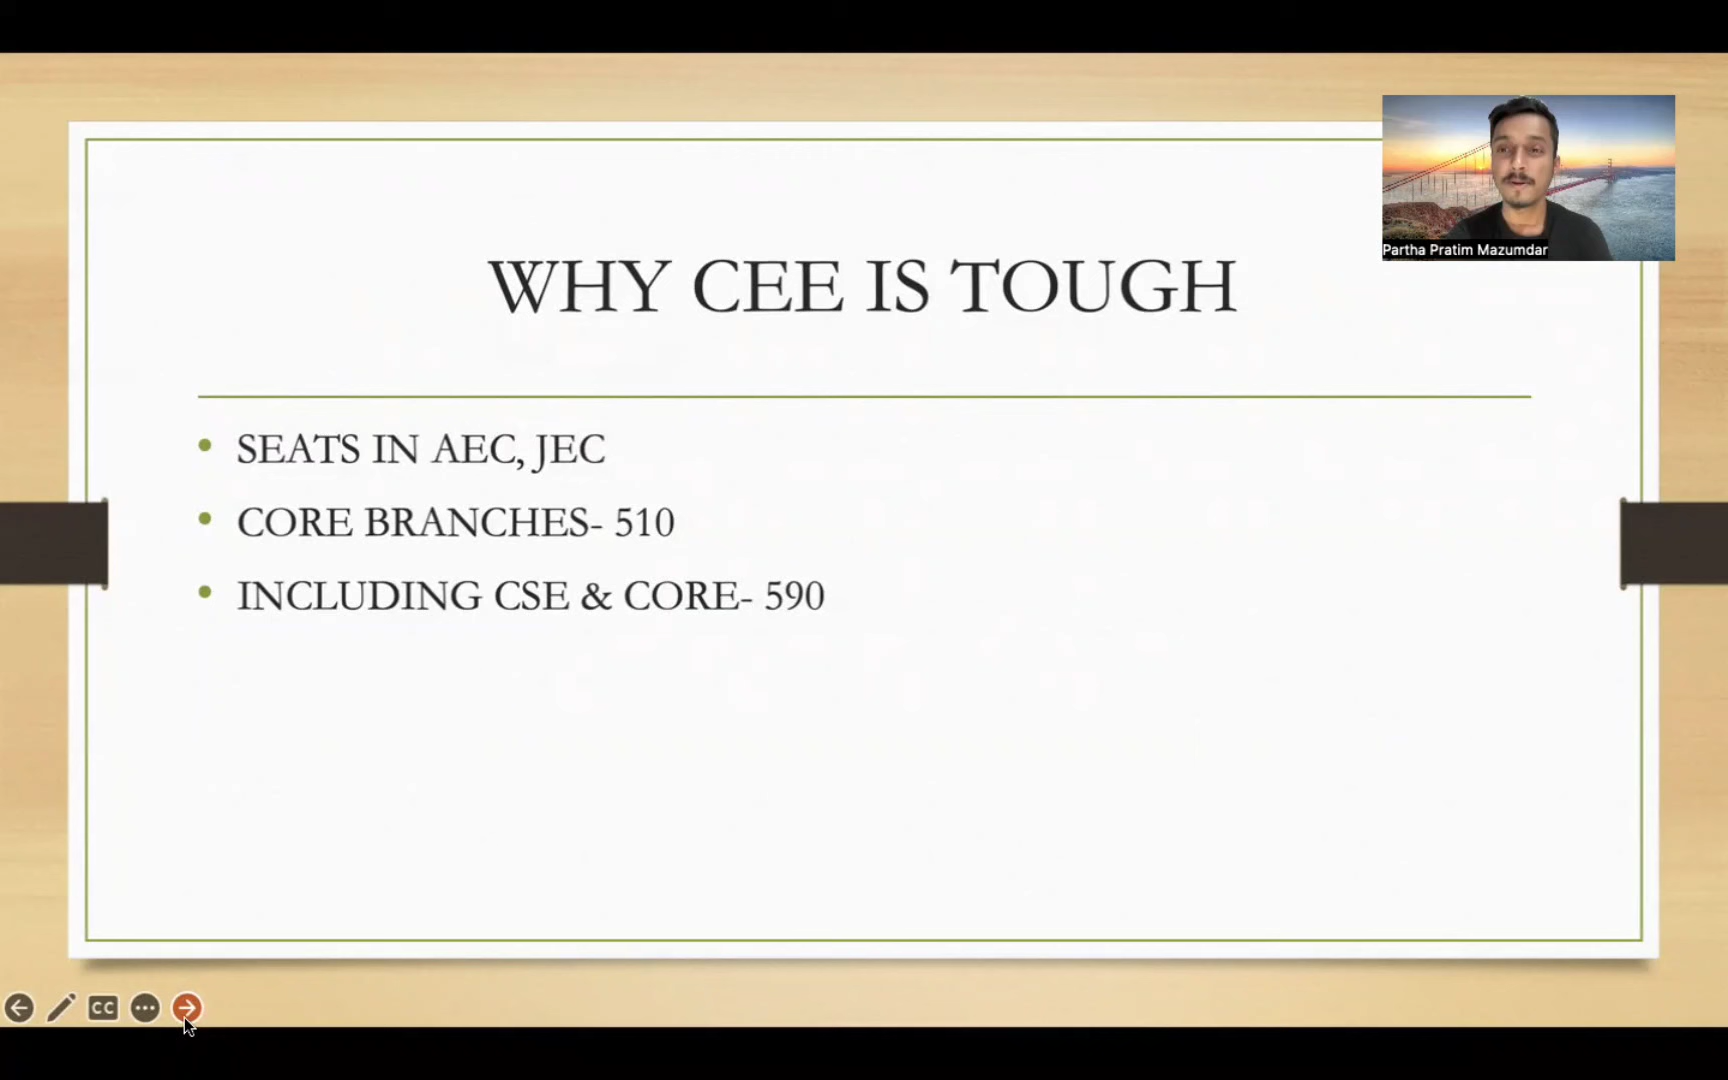 Partha Pratim Mazumdar
WHY CEE IS TOUGH
• SEATS IN AEC, JEC
• CORE BRANCHES- 510
• INCLUDING CSE & CORE- 590
CC